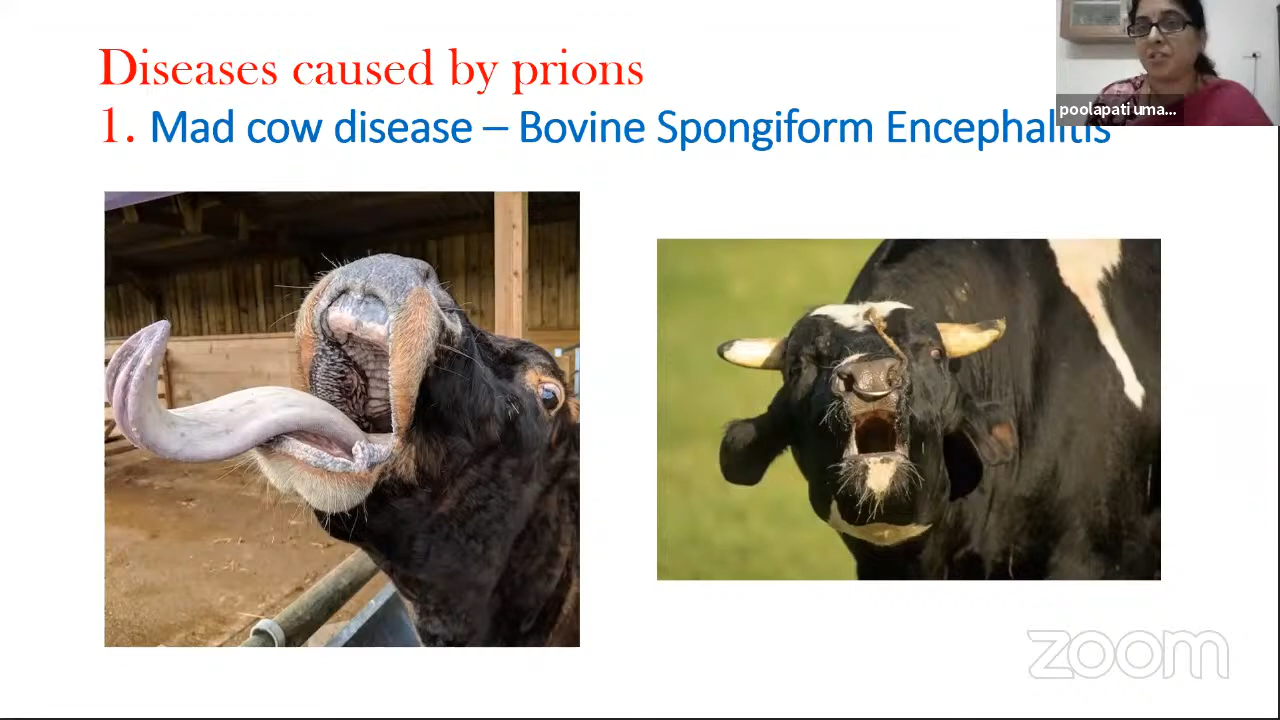 Diseases caused by prions
1. Mad cow disease – Bovine Spongiform Encephalitis
poolapati uma...
zoom